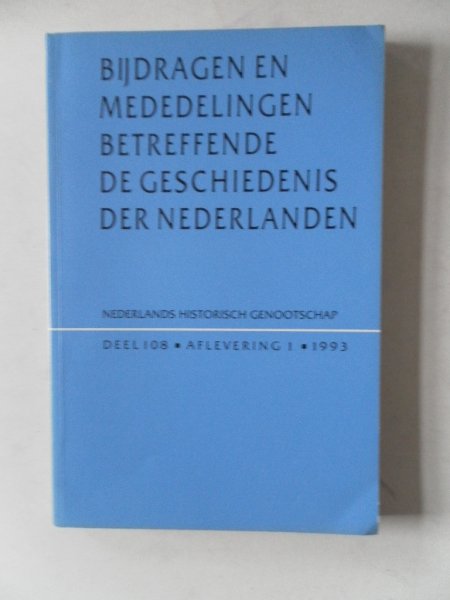 BIJDRAGEN EN
MEDEDELINGEN
BETREFFENDE
DE GESCHIEDENIS
DER NEDERLANDEN
NEDERLANDS HISTORISCH GENOOTSCHAP
DEEL 108 ▪ AFLEVERING 1 ▪ 1993